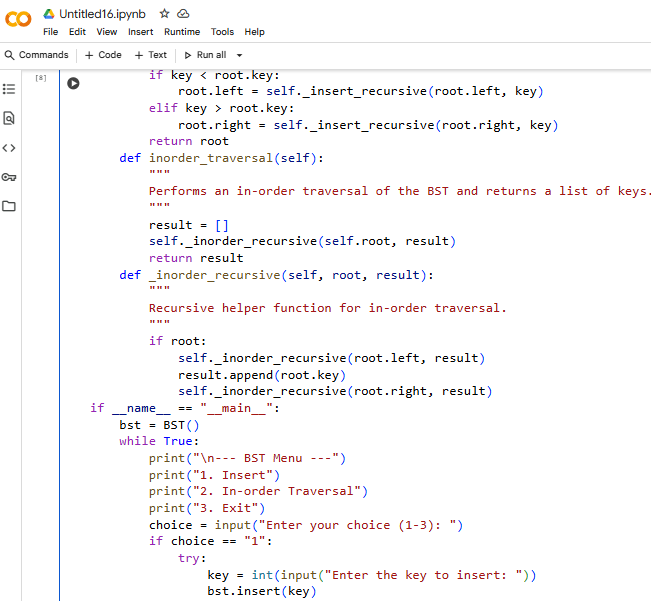 CO Untitled16.ipynb
File Edit View Insert Runtime Tools Help
Commands + Code + Text Run all
[8]
if key < root.key:
root.left = self._insert_recursive(root.left, key)
elif key > root.key:
root.right = self._insert_recursive(root.right, key)
return root
def inorder_traversal(self):
"""
Performs an in-order traversal of the BST and returns a list of keys.
"""
result = []
self._inorder_recursive(self.root, result)
return result
def _inorder_recursive(self, root, result):
"""
Recursive helper function for in-order traversal.
"""
if root:
self._inorder_recursive(root.left, result)
result.append(root.key)
self._inorder_recursive(root.right, result)
if __name__ == "__main__":
bst = BST()
while True:
print("\n--- BST Menu ---")
print("1. Insert")
print("2. In-order Traversal")
print("3. Exit")
choice = input("Enter your choice (1-3): ")
if choice == "1":
try:
key = int(input("Enter the key to insert: "))
bst.insert(key)